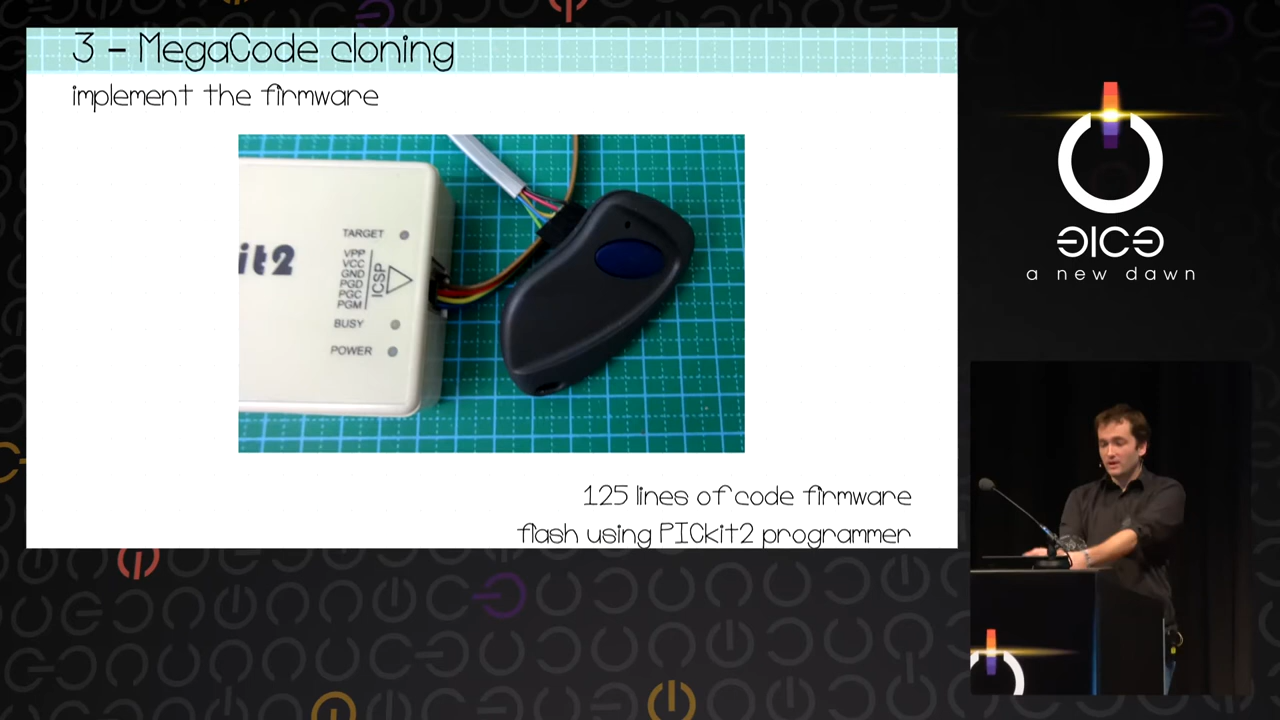 3 - MegaCode cloning
implement the firmware
it2
TARGET
VPP
VCC
GND
PGD
PGC
PGM
ICSP
BUSY
POWER
125 lines of code firmware
flash using PICkit2 programmer
31C3
a new dawn